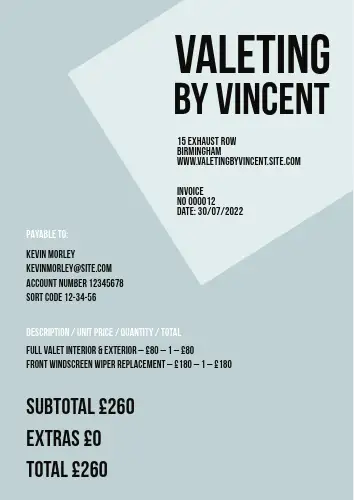 VALETING
BY VINCENT
15 EXHAUST ROW
BIRMINGHAM
WWW.VALETINGBYVINCENT.SITE.COM
INVOICE
NO 000012
DATE: 30/07/2022
PAYABLE TO:
KEVIN MORLEY
KEVINMORLEY@SITE.COM
ACCOUNT NUMBER 12345678
SORT CODE 12-34-56
DESCRIPTION / UNIT PRICE / QUANTITY / TOTAL
FULL VALET INTERIOR & EXTERIOR – £80 – 1 – £80
FRONT WINDSCREEN WIPER REPLACEMENT – £180 – 1 – £180
SUBTOTAL £260
EXTRAS £0
TOTAL £260